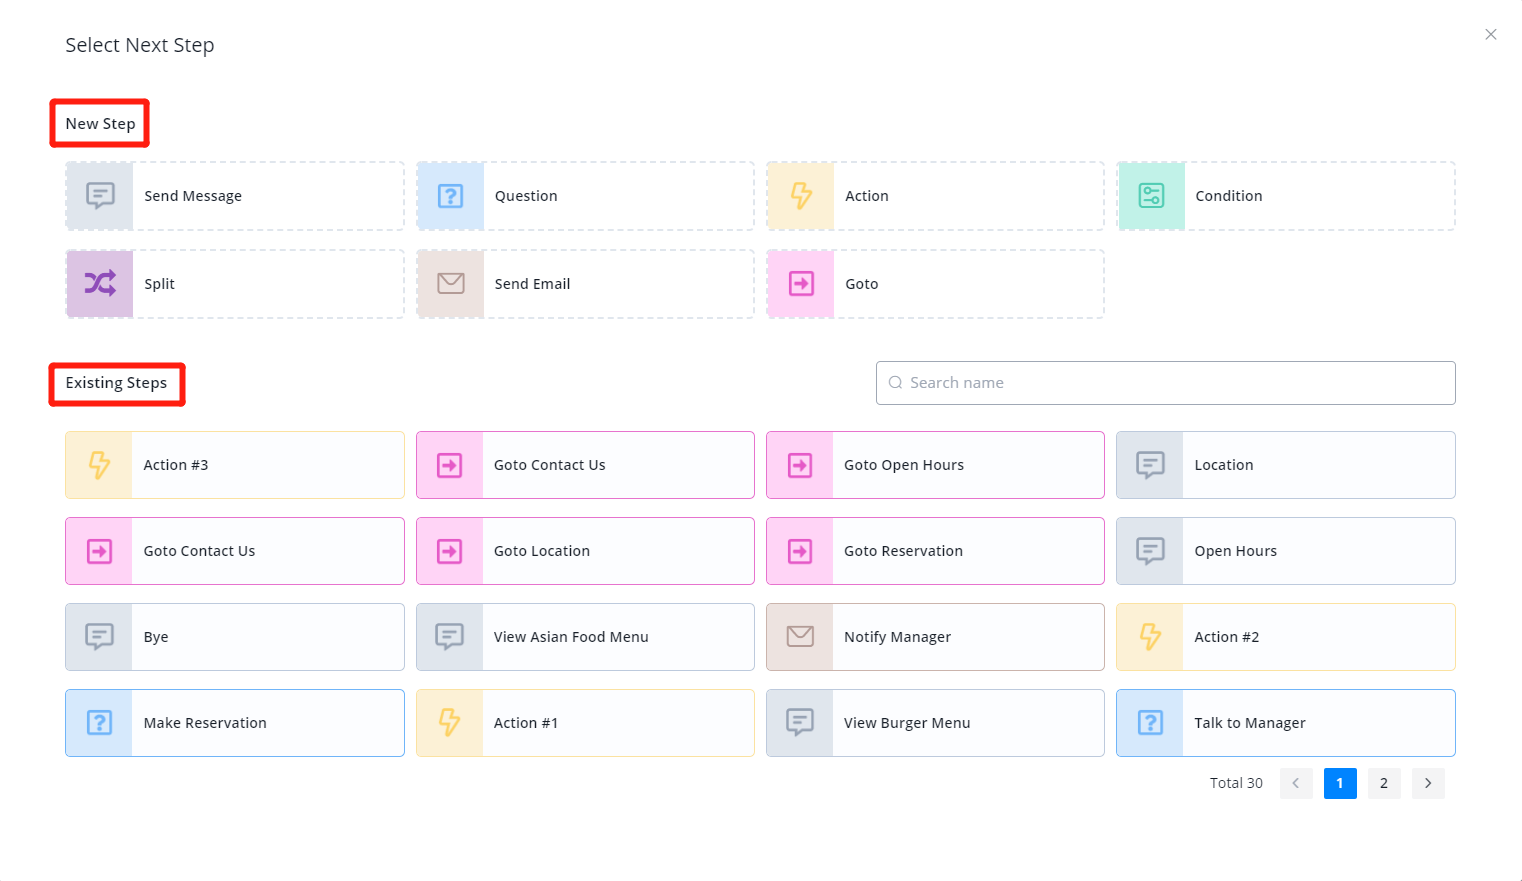 Select Next Step
New Step
Send Message
Question
Action
Condition
Split
Send Email
Goto
Existing Steps
Search name
Action #3
Goto Contact Us
Goto Open Hours
Location
Goto Contact Us
Goto Location
Goto Reservation
Open Hours
Bye
View Asian Food Menu
Notify Manager
Action #2
Make Reservation
Action #1
View Burger Menu
Talk to Manager
Total 30
1
2